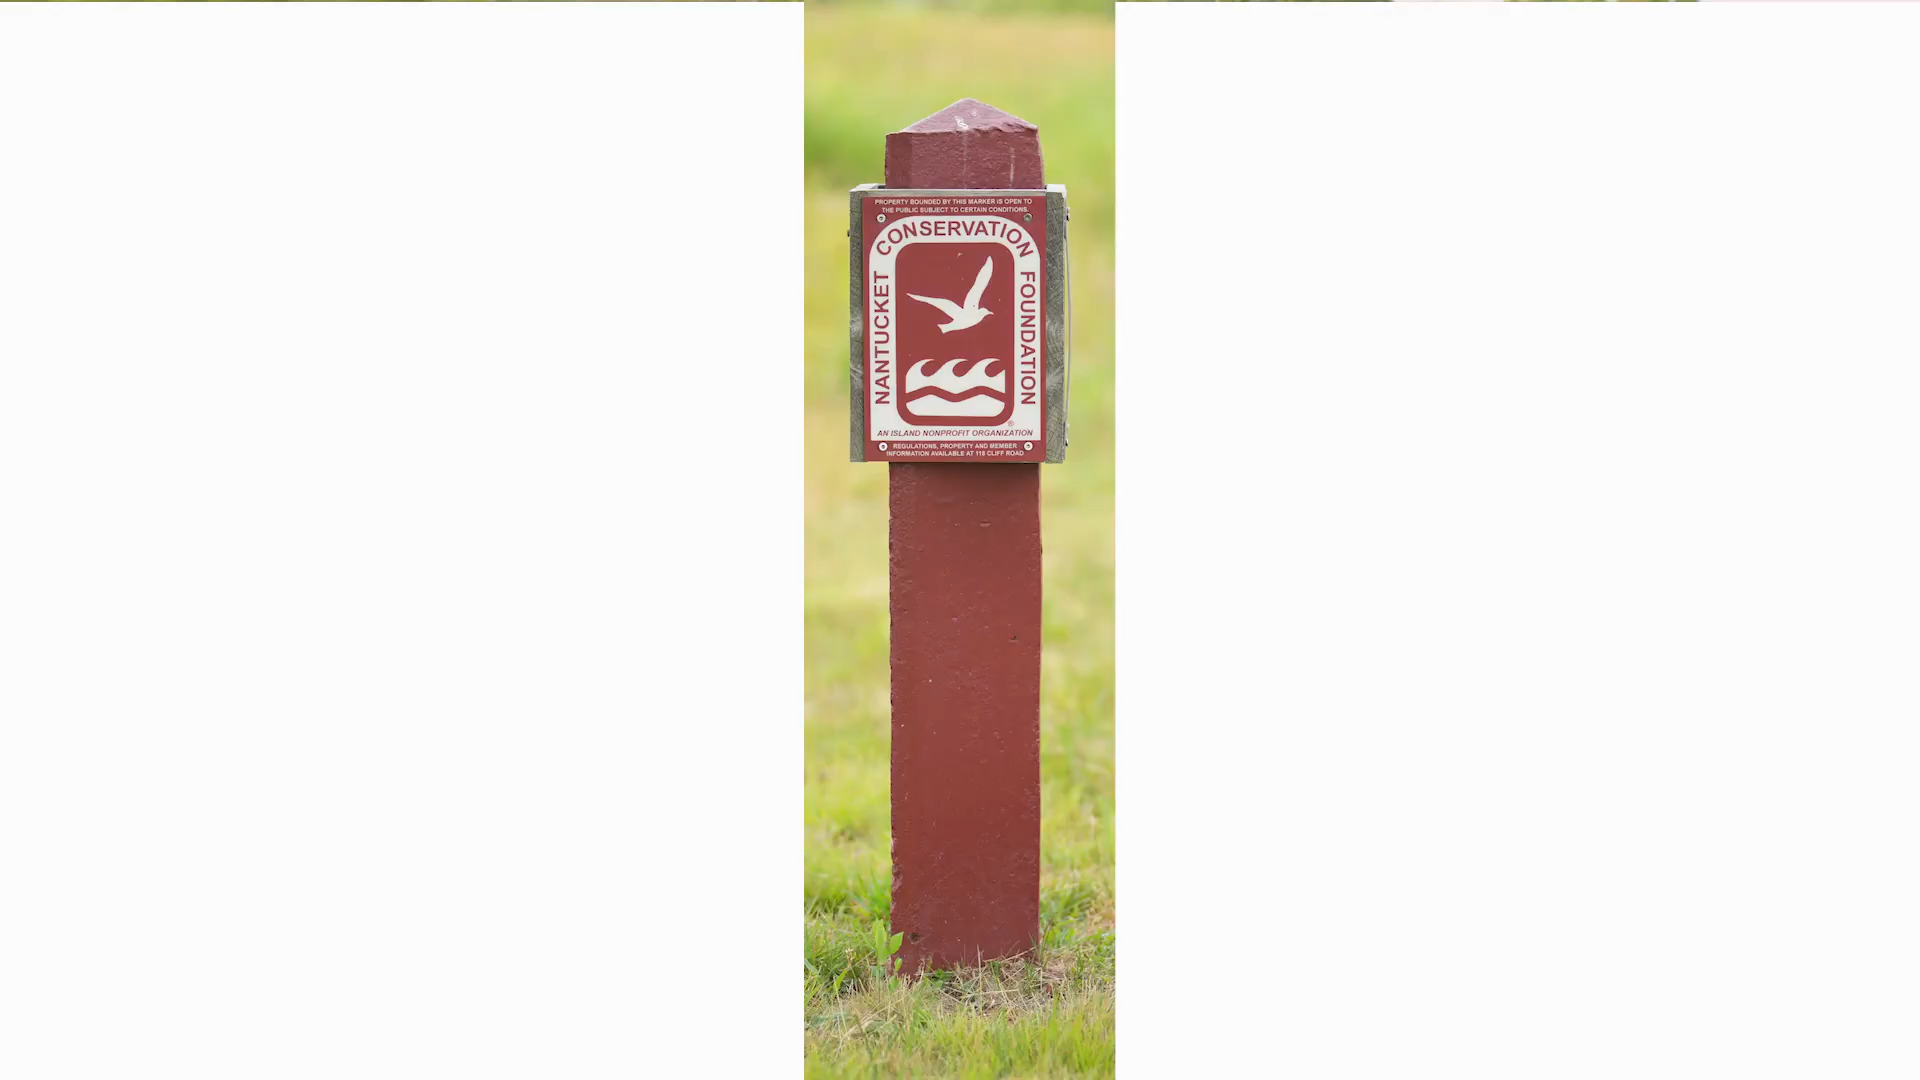 PROPERTY BOUNDED BY THIS MARKER IS OPEN TO
THE PUBLIC SUBJECT TO CERTAIN CONDITIONS.
NANTUCKET CONSERVATION FOUNDATION
®
AN ISLAND NONPROFIT ORGANIZATION
REGULATIONS, PROPERTY AND MEMBER
INFORMATION AVAILABLE AT 118 CLIFF ROAD